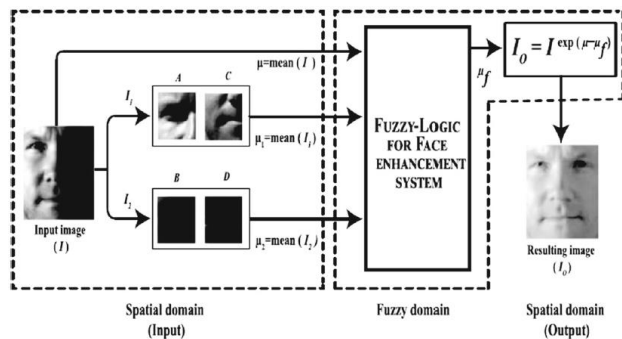 μ=mean(I)
A C
I₁
μ₁=mean(I₁)
B D
I₂
μ₂=mean(I₂)
Input image
(I)
FUZZY-LOGIC
FOR FACE
ENHANCEMENT
SYSTEM
μf
I₀ = I^exp(μ−μf)
Resulting image
(I₀)
Spatial domain
(Input)
Fuzzy domain
Spatial domain
(Output)